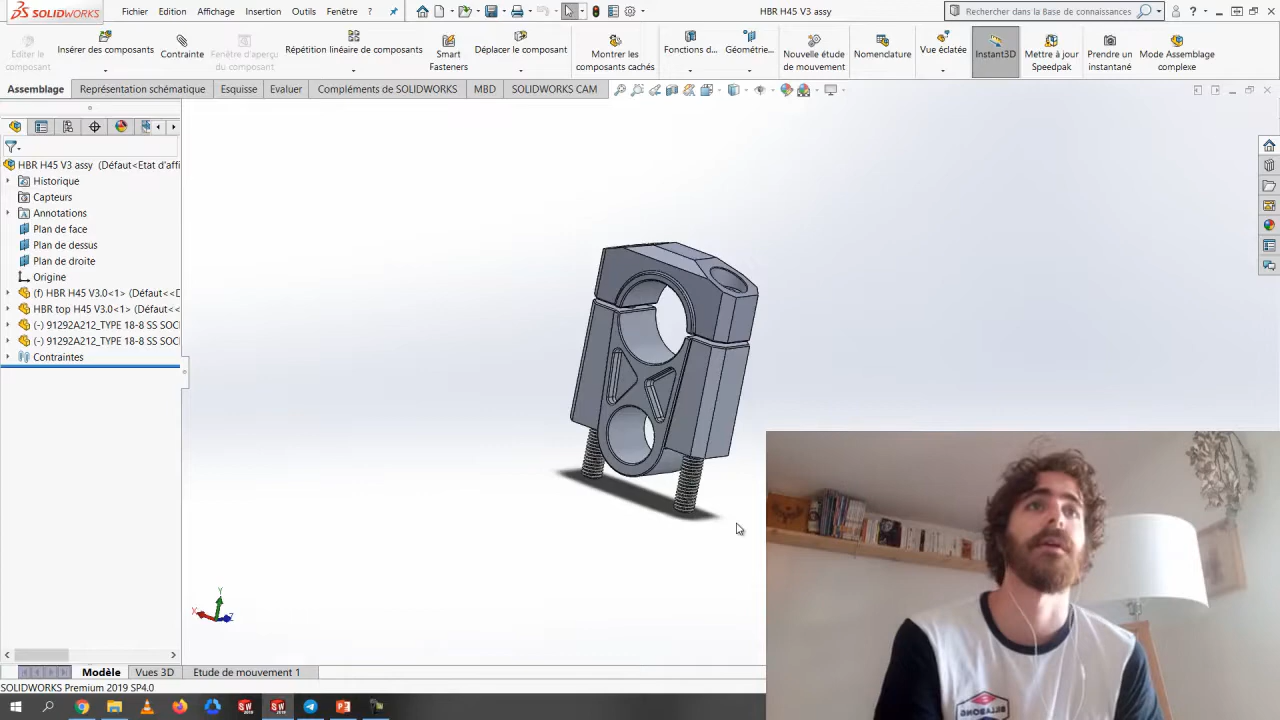 SOLIDWORKS
Fichier
Edition
Affichage
Insertion
Outils
Fenêtre
?
HBR H45 V3 assy
Rechercher dans la Base de connaissances
?
Editer le composant
Insérer des composants
Contrainte
Fenêtre d'aperçu du composant
Répétition linéaire de composants
Smart Fasteners
Déplacer le composant
Montrer les composants cachés
Fonctions d...
Géométrie...
Nouvelle étude de mouvement
Nomenclature
Vue éclatée
Instant3D
Mettre à jour Speedpak
Prendre un instantané
Mode Assemblage complexe
Assemblage
Représentation schématique
Esquisse
Evaluer
Compléments de SOLIDWORKS
MBD
SOLIDWORKS CAM
HBR H45 V3 assy (Défaut<Etat d'affi
Historique
Capteurs
Annotations
Plan de face
Plan de dessus
Plan de droite
Origine
(f) HBR H45 V3.0<1> (Défaut<<D
HBR top H45 V3.0<1> (Défaut<<
(-) 91292A212_TYPE 18-8 SS SOC
(-) 91292A212_TYPE 18-8 SS SOC
Contraintes
Y
X
Z
Modèle
Vues 3D
Etude de mouvement 1
SOLIDWORKS Premium 2019 SP4.0
BILLABONG